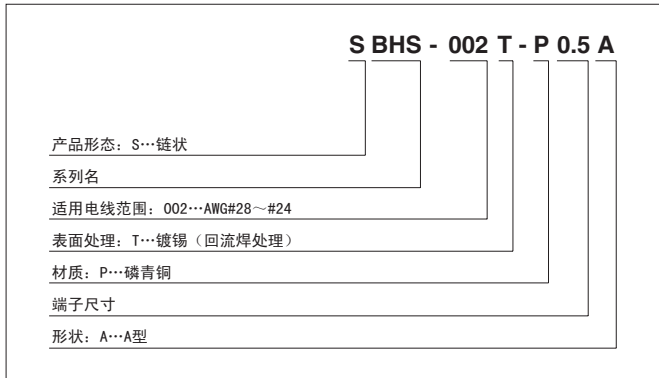 S BHS - 002 T - P 0.5 A
产品形态：S…链状
系列名
适用电线范围：002…AWG#28～#24
表面处理：T…镀锡（回流焊处理）
材质：P…磷青铜
端子尺寸
形状：A…A型